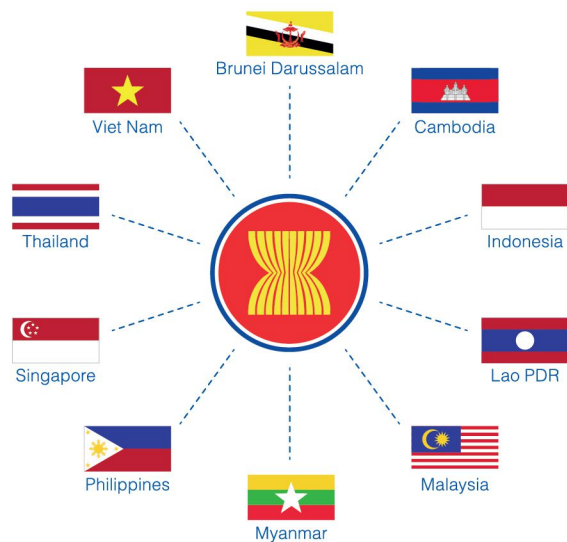 Brunei Darussalam
Viet Nam
Cambodia
Thailand
Indonesia
Singapore
Lao PDR
Philippines
Malaysia
Myanmar